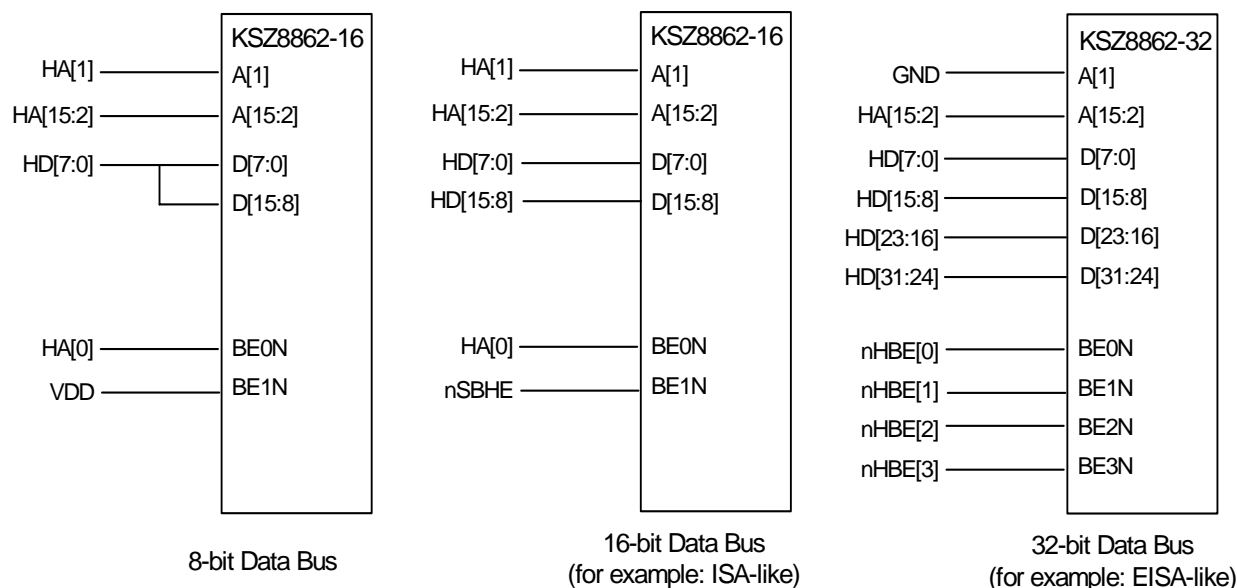 KSZ8862-16
HA[1]
A[1]
HA[15:2]
A[15:2]
HD[7:0]
D[7:0]
D[15:8]
HA[0]
BE0N
VDD
BE1N
8-bit Data Bus
KSZ8862-16
HA[1]
A[1]
HA[15:2]
A[15:2]
HD[7:0]
D[7:0]
HD[15:8]
D[15:8]
HA[0]
BE0N
nSBHE
BE1N
16-bit Data Bus
(for example: ISA-like)
KSZ8862-32
GND
A[1]
HA[15:2]
A[15:2]
HD[7:0]
D[7:0]
HD[15:8]
D[15:8]
HD[23:16]
D[23:16]
HD[31:24]
D[31:24]
nHBE[0]
BE0N
nHBE[1]
BE1N
nHBE[2]
BE2N
nHBE[3]
BE3N
32-bit Data Bus
(for example: EISA-like)